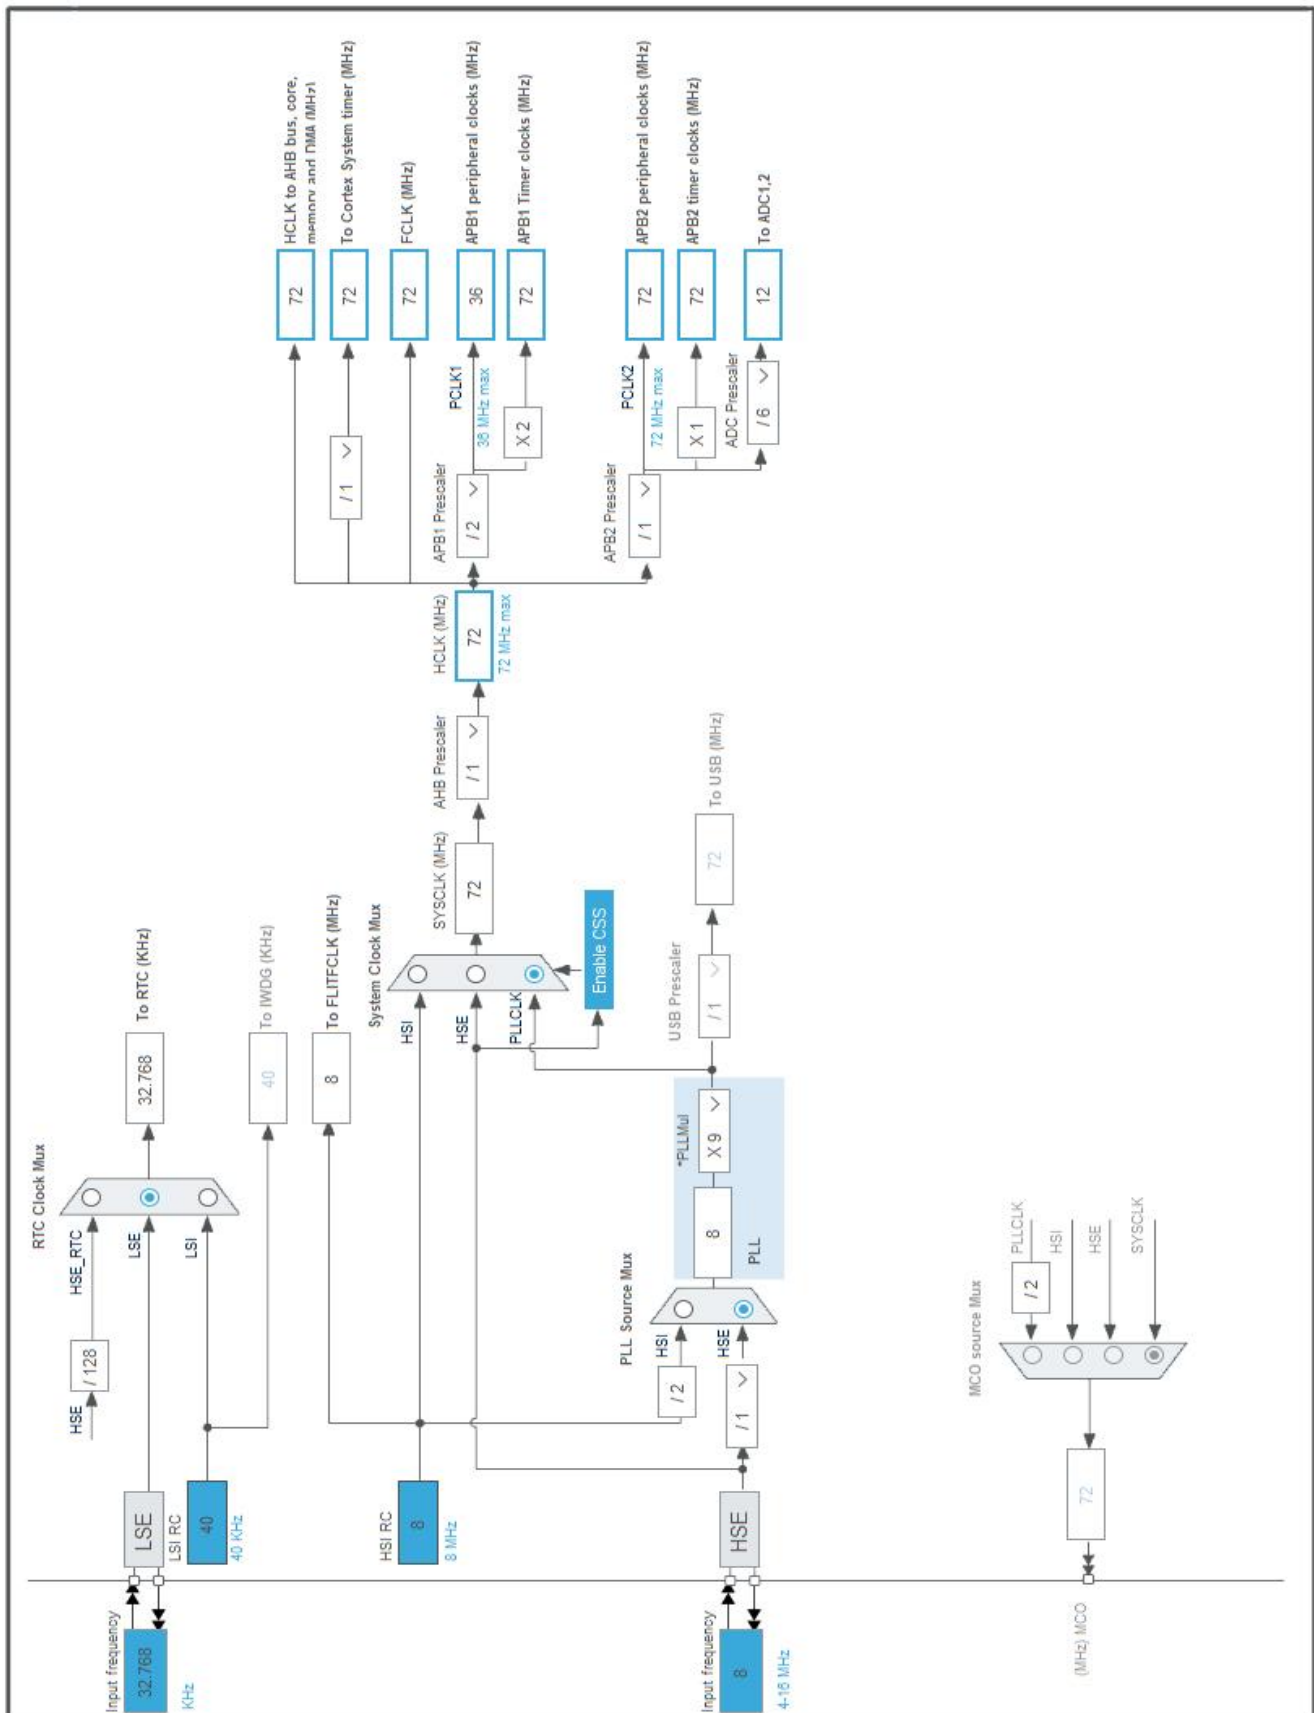 RTC Clock Mux
HSE
/ 128
HSE_RTC
Input frequency
32.768
KHz
LSE
LSE
32.768
To RTC (KHz)
LSI RC
40
40 KHz
LSI
40
To IWDG (KHz)
8
To FLITFCLK (MHz)
HSI RC
8
8 MHz
System Clock Mux
HSI
HSE
PLLCLK
Enable CSS
SYSCLK (MHz)
72
AHB Prescaler
/ 1
HCLK (MHz)
72
72 MHz max
72
HCLK to AHB bus, core,
memory and DMA (MHz)
/ 1
72
To Cortex System timer (MHz)
72
FCLK (MHz)
APB1 Prescaler
/ 2
PCLK1
36 MHz max
36
APB1 peripheral clocks (MHz)
X 2
72
APB1 Timer clocks (MHz)
APB2 Prescaler
/ 1
PCLK2
72 MHz max
72
APB2 peripheral clocks (MHz)
X 1
72
APB2 timer clocks (MHz)
ADC Prescaler
/ 6
12
To ADC1,2
PLL Source Mux
/ 2
HSI
Input frequency
8
4-16 MHz
HSE
/ 1
HSE
8
PLL
*PLLMul
X 9
USB Prescaler
/ 1
72
To USB (MHz)
MCO source Mux
/ 2
PLLCLK
HSI
HSE
SYSCLK
72
(MHz) MCO